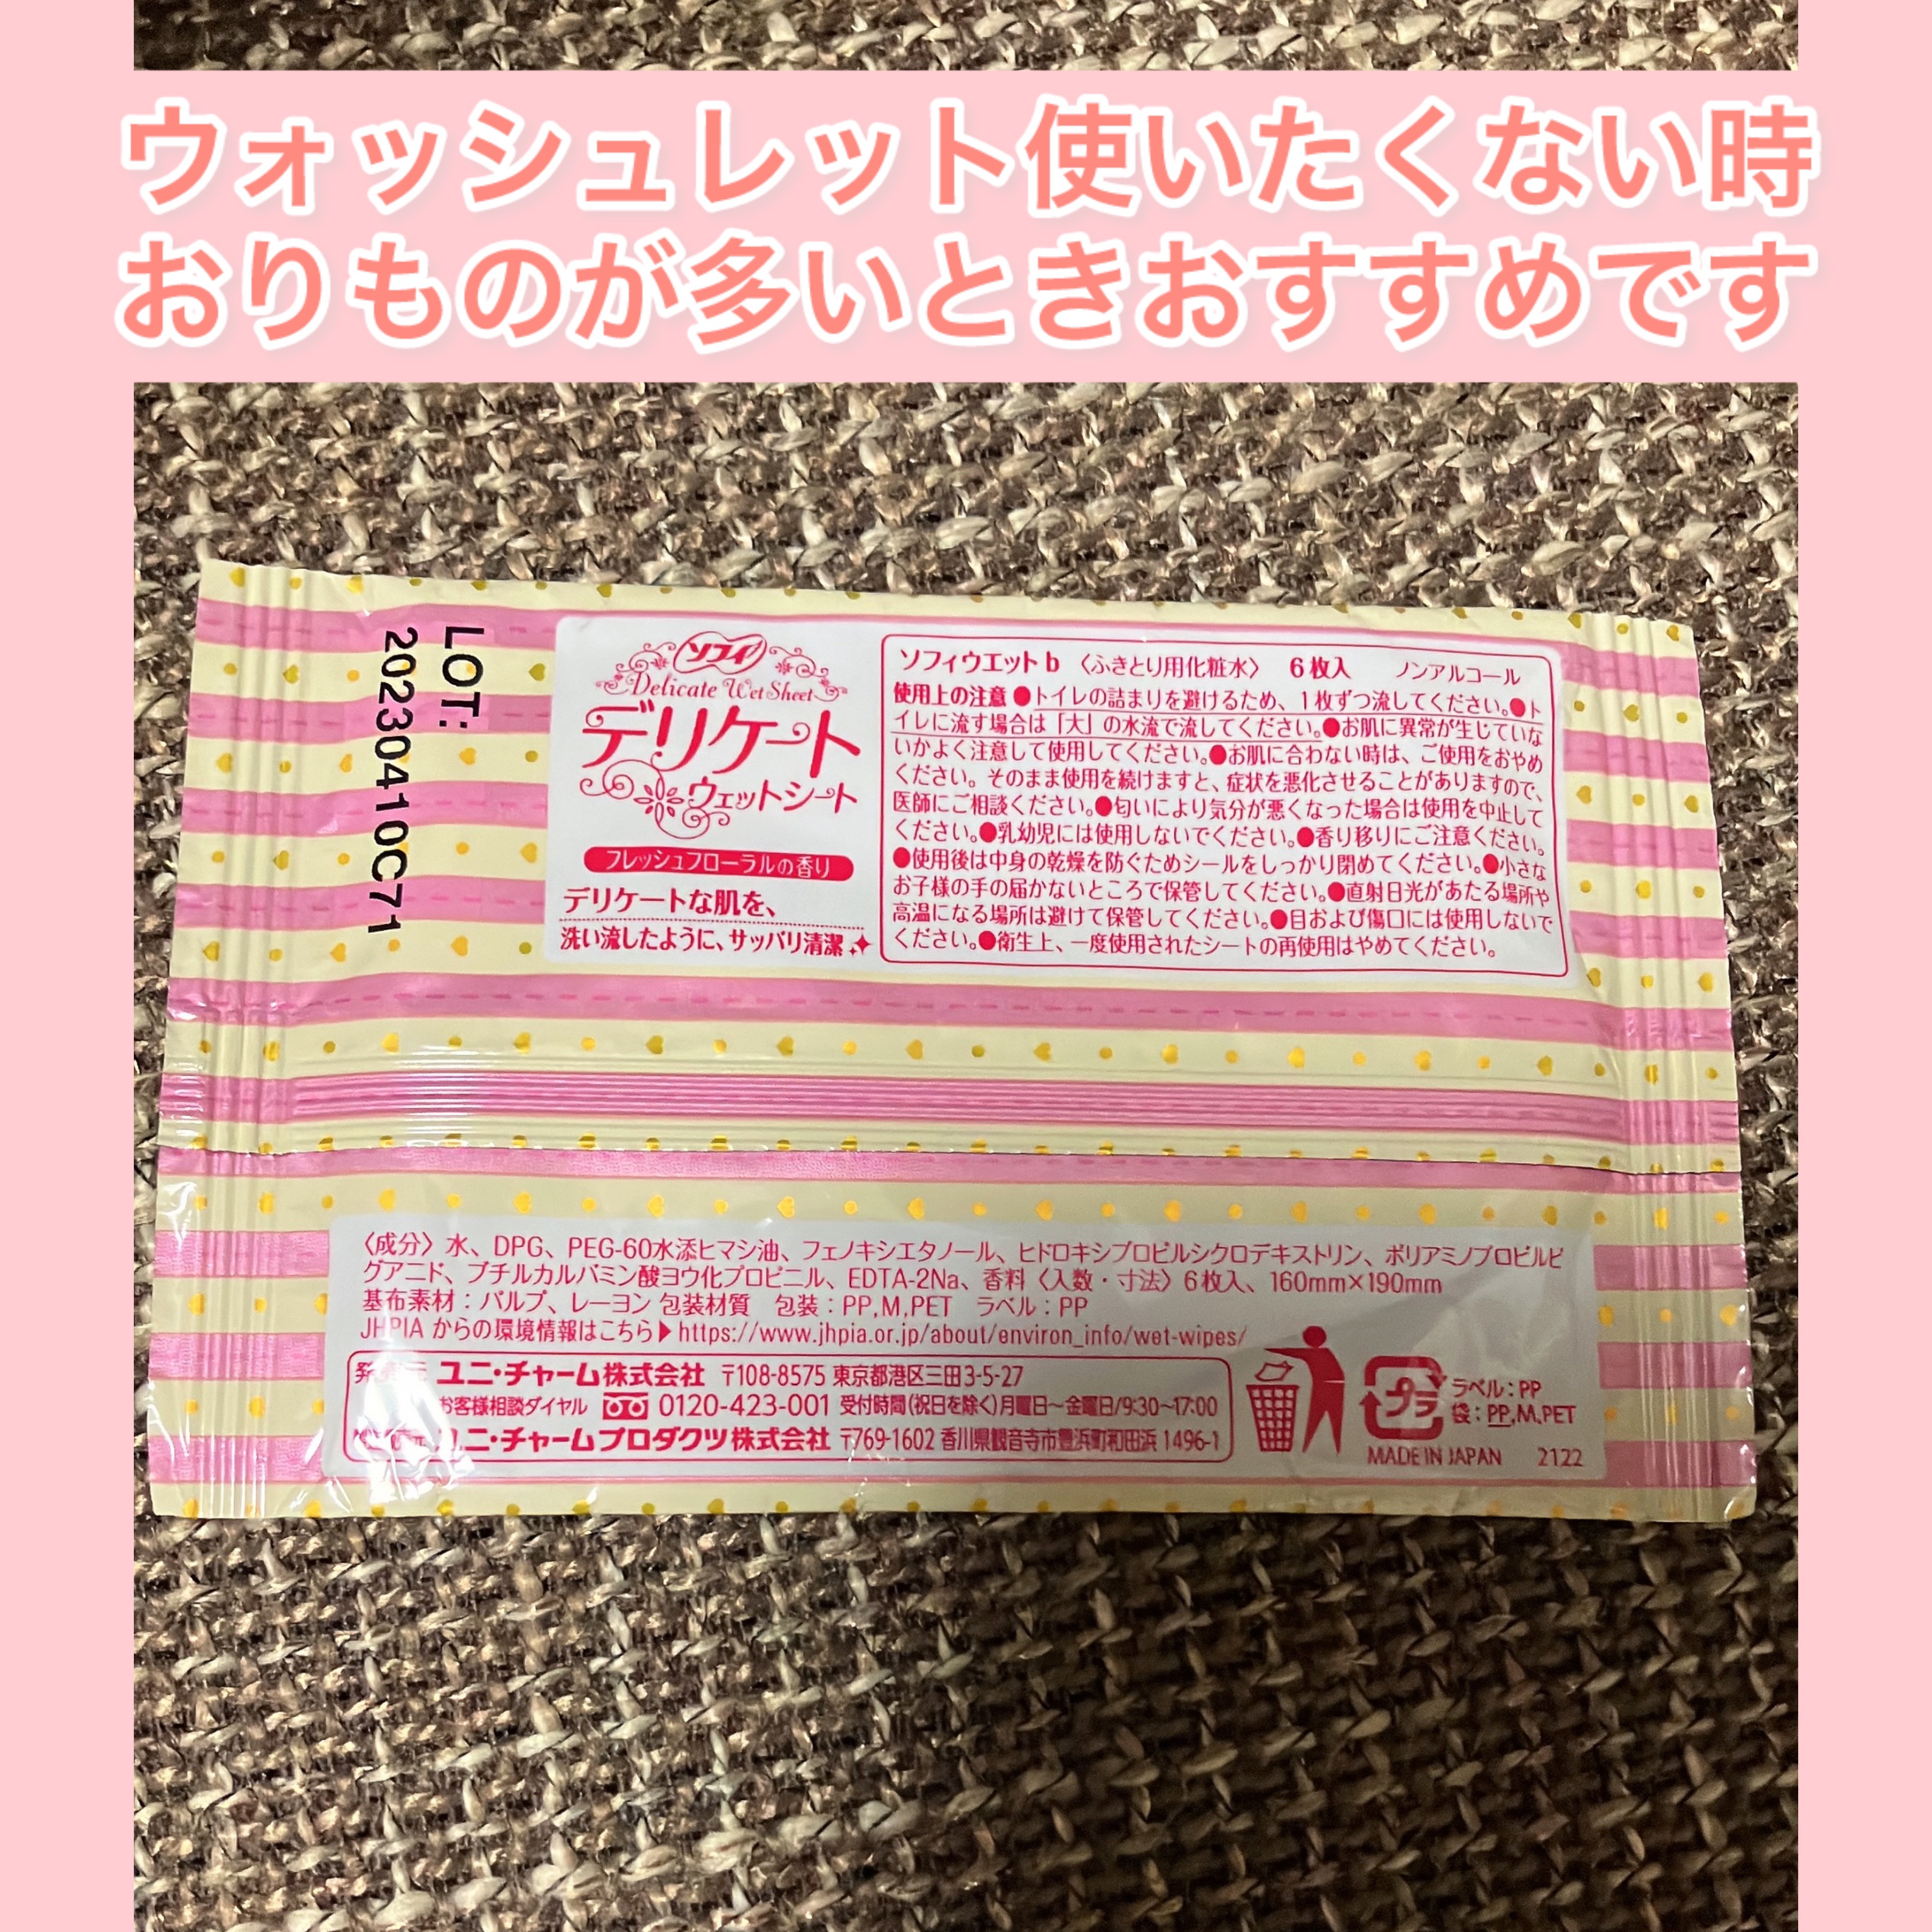 ウォッシュレット使いたくない時
おりものが多いときおすすめです
LOT:
20230410C71
ソフィ
Delicate Wet Sheet
デリケート
ウェットシート
フレッシュフローラルの香り
デリケートな肌を、
洗い流したように、サッパリ清潔
ソフィウエットb 〈ふきとり用化粧水〉 6枚入 ノンアルコール
使用上の注意 ●トイレの詰まりを避けるため、1枚ずつ流してください。●ト
イレに流す場合は「大」の水流で流してください。●お肌に異常が生じていな
いかよく注意して使用してください。●お肌に合わない時は、ご使用をおやめ
ください。そのまま使用を続けますと、症状を悪化させることがありますので、
医師にご相談ください。●匂いにより気分が悪くなった場合は使用を中止して
ください。●乳幼児には使用しないでください。●香り移りにご注意ください。
●使用後は中身の乾燥を防ぐためシールをしっかり閉めてください。●小さな
お子様の手の届かないところで保管してください。●直射日光があたる場所や
高温になる場所は避けて保管してください。●目および傷口には使用しないで
ください。●衛生上、一度使用されたシートの再使用はやめてください。
〈成分〉水、DPG、PEG-60水添ヒマシ油、フェノキシエタノール、ヒドロキシプロピルシクロデキストリン、ポリアミノプロピルビ
グアニド、ブチルカルバミン酸ヨウ化プロピニル、EDTA-2Na、香料〈入数・寸法〉6枚入、160mm×190mm
基布素材：パルプ、レーヨン 包装材質 包装：PP,M,PET ラベル：PP
JHPIA からの環境情報はこちら▶https://www.jhpia.or.jp/about/environ_info/wet-wipes/
ユニ・チャーム株式会社 〒108-8575 東京都港区三田3-5-27
お客様相談ダイヤル 0120-423-001 受付時間(祝日を除く)月曜日〜金曜日/9:30〜17:00
ユニ・チャームプロダクツ株式会社 〒769-1602 香川県観音寺市豊浜町和田浜1496-1
プラ
ラベル：PP
袋：PP,M,PET
MADE IN JAPAN 2122